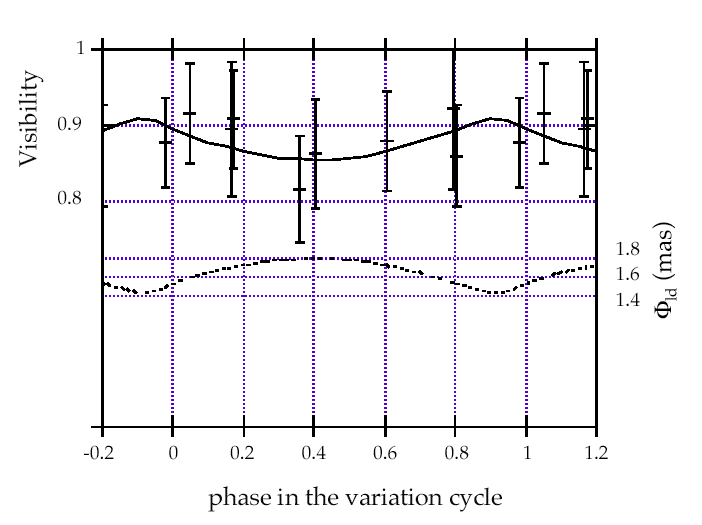 Visibility
1
0.9
0.8
1.8
1.6
1.4
Φld (mas)
-0.2 0 0.2 0.4 0.6 0.8 1 1.2
phase in the variation cycle